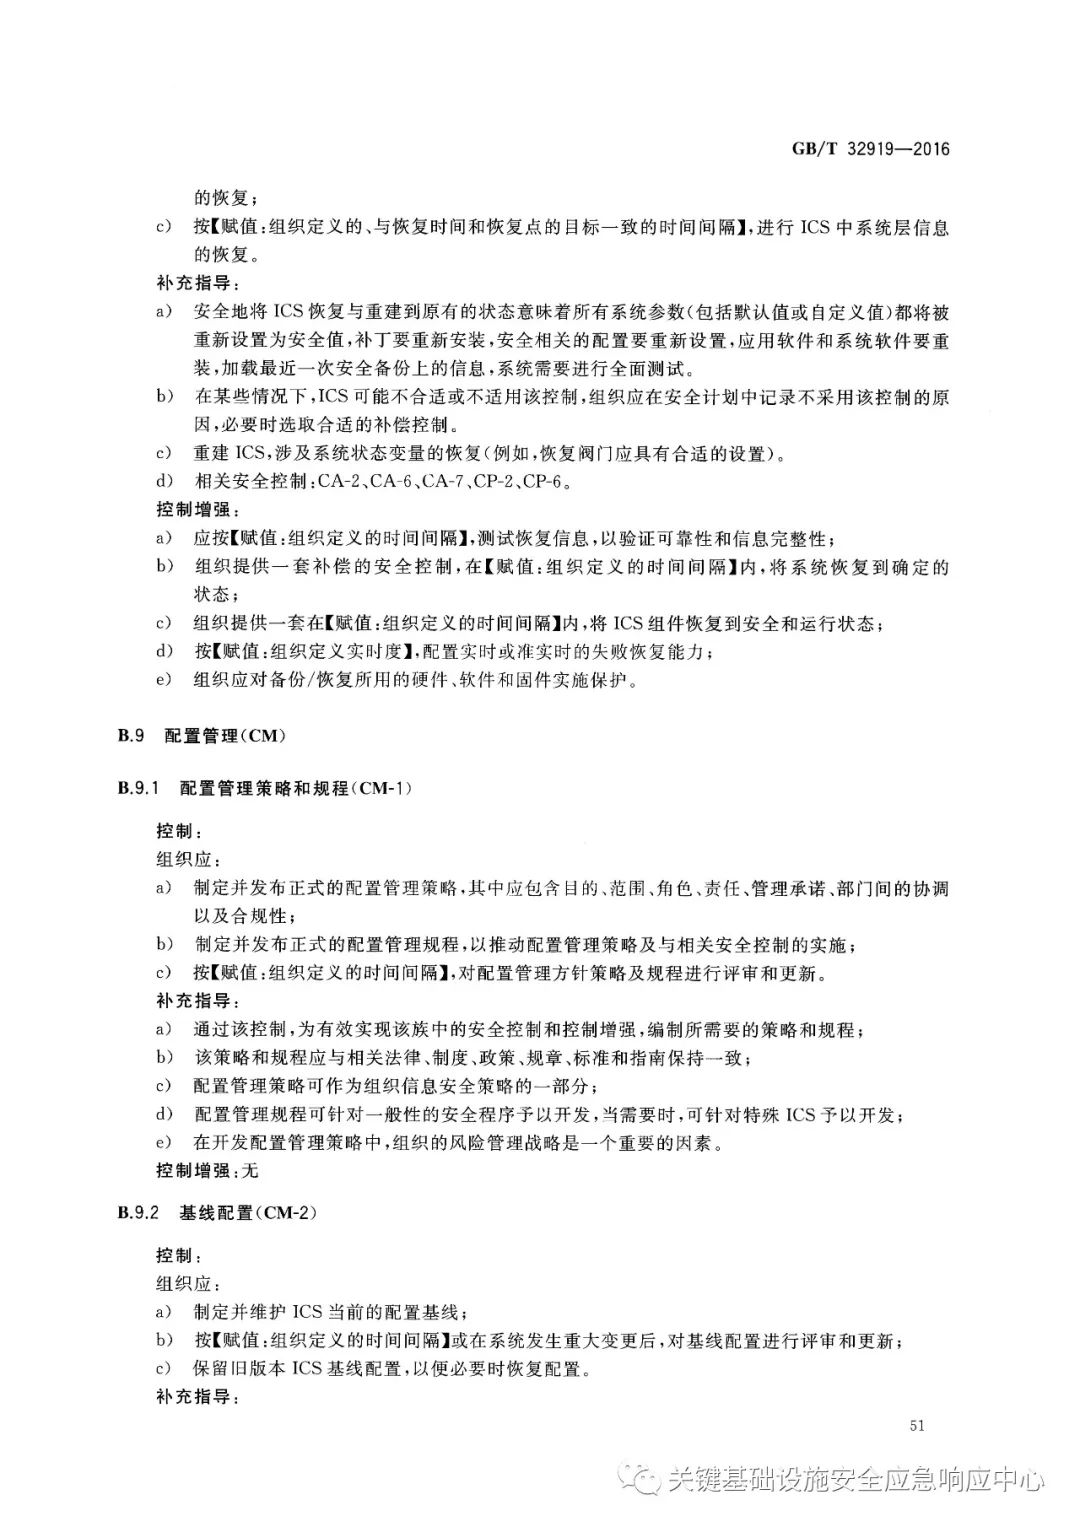 GB/T 32919—2016
的恢复；
c) 按【赋值:组织定义的、与恢复时间和恢复点的目标一致的时间间隔】,进行 ICS 中系统层信息
的恢复。
补充指导：
a) 安全地将 ICS 恢复与重建到原有的状态意味着所有系统参数(包括默认值或自定义值)都将被
重新设置为安全值,补丁要重新安装,安全相关的配置要重新设置,应用软件和系统软件要重
装,加载最近一次安全备份上的信息,系统需要进行全面测试。
b) 在某些情况下,ICS 可能不合适或不适用该控制,组织应在安全计划中记录不采用该控制的原
因,必要时选取合适的补偿控制。
c) 重建 ICS,涉及系统状态变量的恢复(例如,恢复阀门应具有合适的设置)。
d) 相关安全控制:CA-2、CA-6、CA-7、CP-2、CP-6。
控制增强：
a) 应按【赋值:组织定义的时间间隔】,测试恢复信息,以验证可靠性和信息完整性；
b) 组织提供一套补偿的安全控制,在【赋值:组织定义的时间间隔】内,将系统恢复到确定的
状态；
c) 组织提供一套在【赋值:组织定义的时间间隔】内,将 ICS 组件恢复到安全和运行状态；
d) 按【赋值:组织定义实时度】,配置实时或准实时的失败恢复能力；
e) 组织应对备份/恢复所用的硬件、软件和固件实施保护。
B.9 配置管理(CM)
B.9.1 配置管理策略和规程(CM-1)
控制：
组织应：
a) 制定并发布正式的配置管理策略,其中应包含目的、范围、角色、责任、管理承诺、部门间的协调
以及合规性；
b) 制定并发布正式的配置管理规程,以推动配置管理策略及与相关安全控制的实施；
c) 按【赋值:组织定义的时间间隔】,对配置管理方针策略及规程进行评审和更新。
补充指导：
a) 通过该控制,为有效实现该族中的安全控制和控制增强,编制所需要的策略和规程；
b) 该策略和规程应与相关法律、制度、政策、规章、标准和指南保持一致；
c) 配置管理策略可作为组织信息安全策略的一部分；
d) 配置管理规程可针对一般性的安全程序予以开发,当需要时,可针对特殊 ICS 予以开发；
e) 在开发配置管理策略中,组织的风险管理战略是一个重要的因素。
控制增强:无
B.9.2 基线配置(CM-2)
控制：
组织应：
a) 制定并维护 ICS 当前的配置基线；
b) 按【赋值:组织定义的时间间隔】或在系统发生重大变更后,对基线配置进行评审和更新；
c) 保留旧版本 ICS 基线配置,以便必要时恢复配置。
补充指导：
51
关键基础设施安全应急响应中心